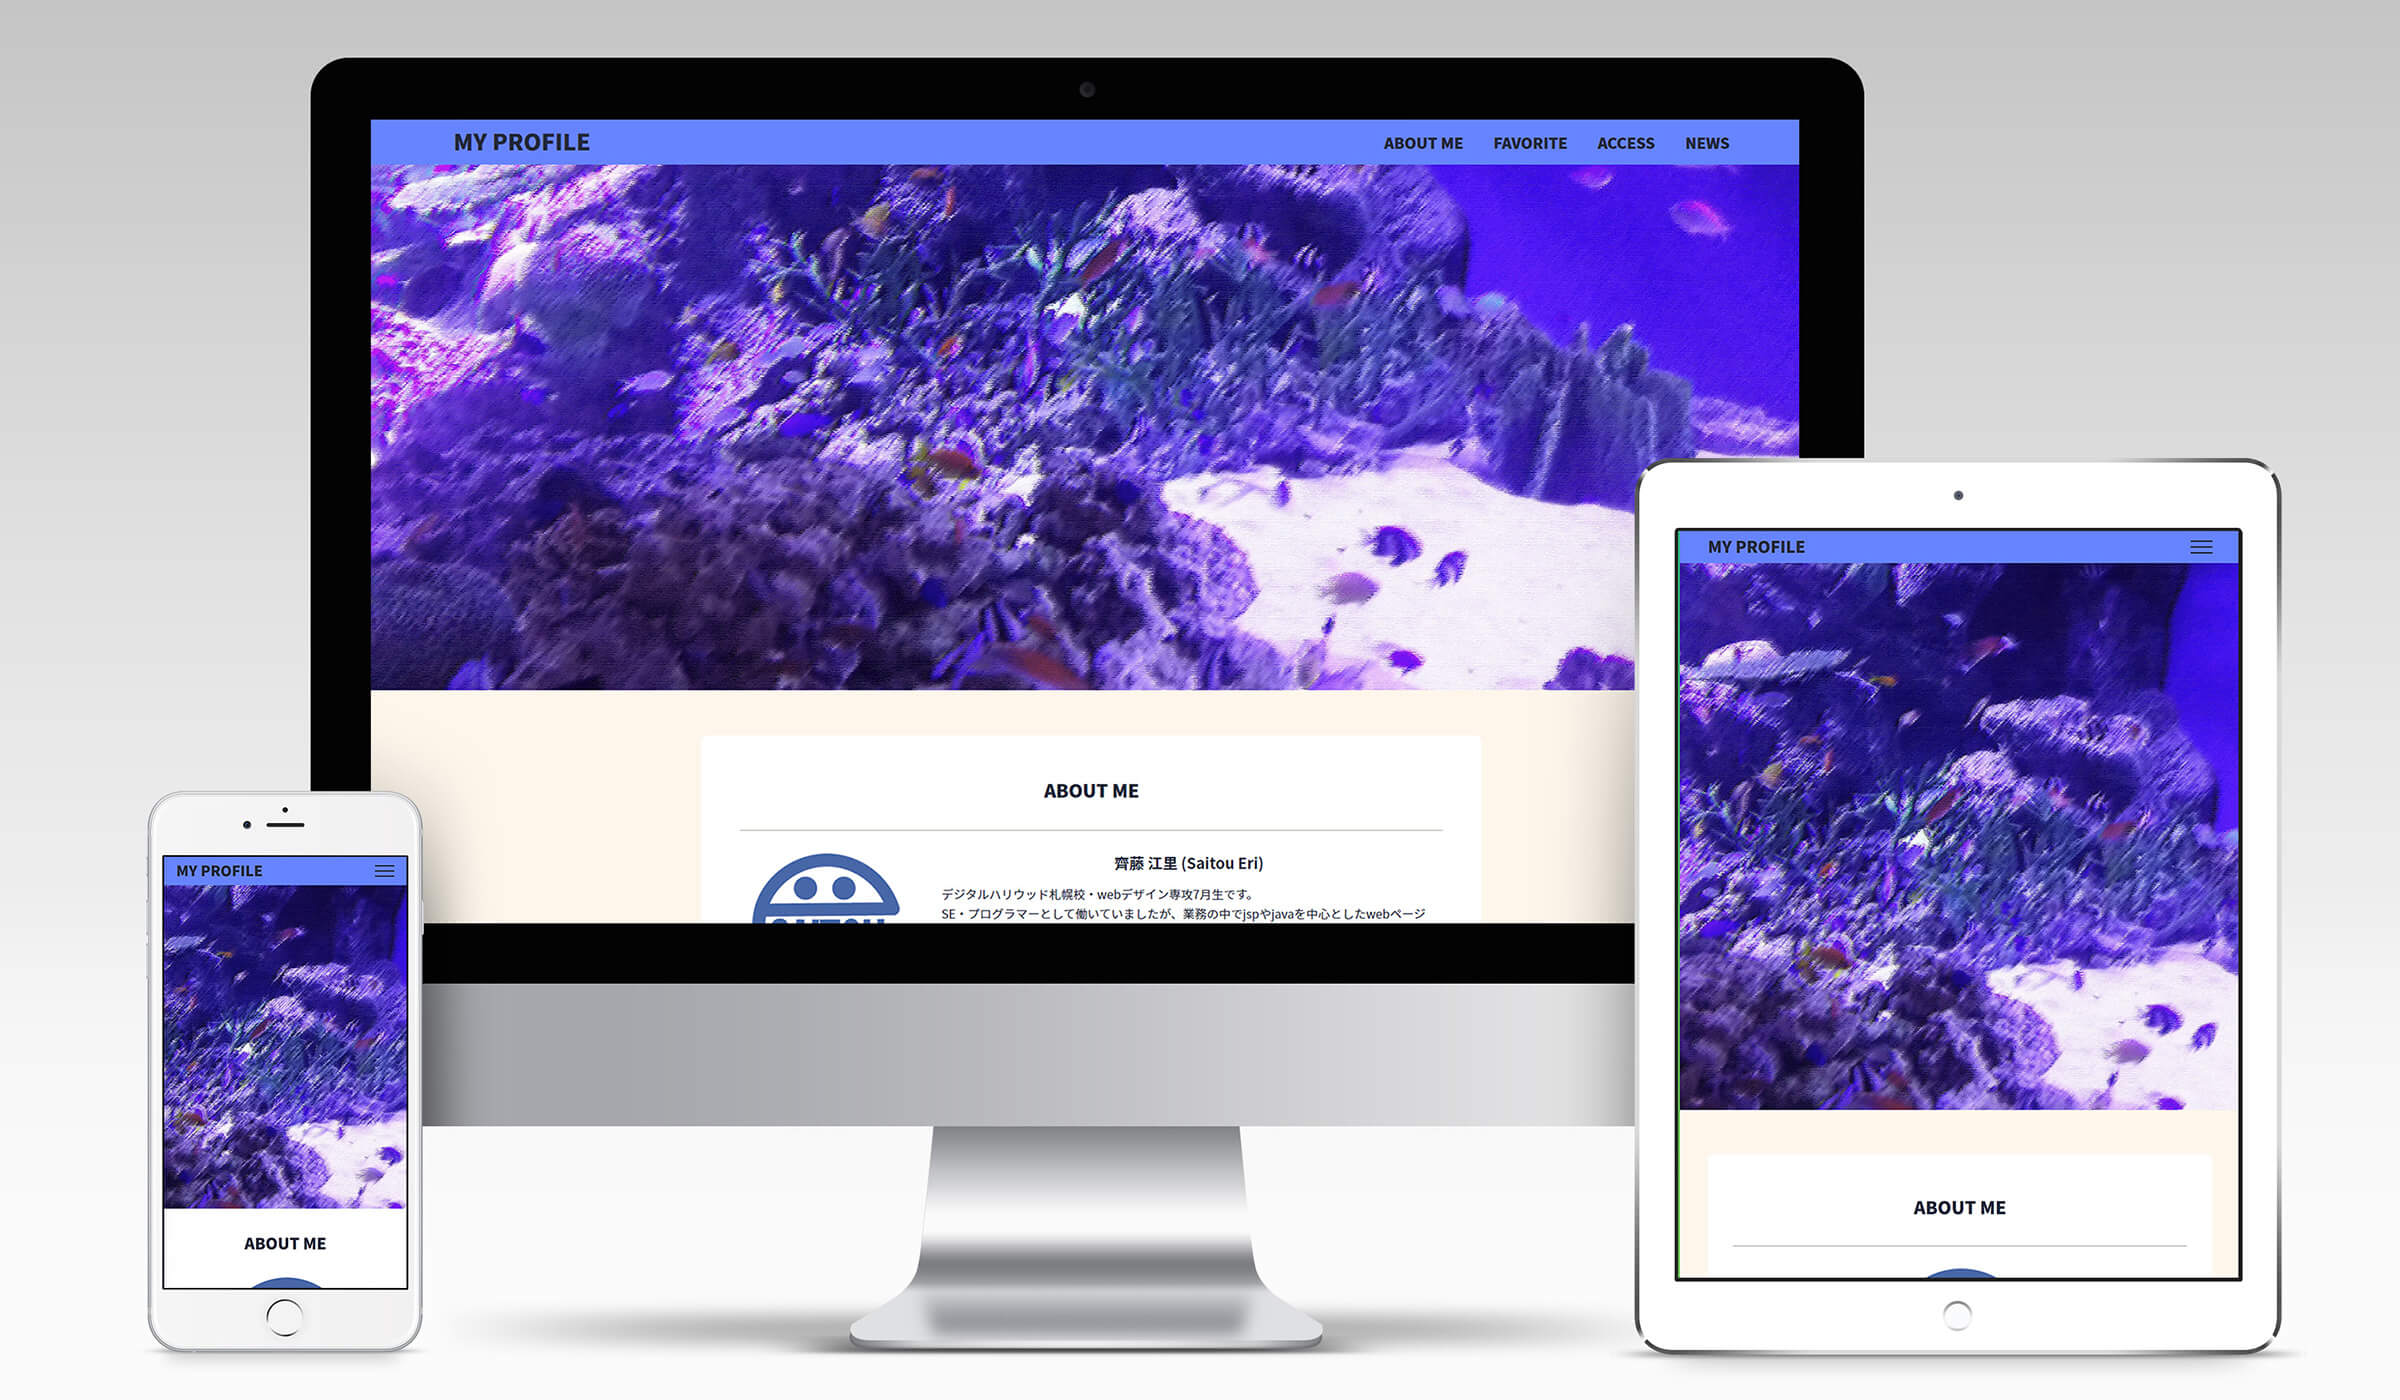 MY PROFILE
ABOUT ME FAVORITE ACCESS NEWS
ABOUT ME
齊藤 江里 (Saitou Eri)
デジタルハリウッド札幌校・webデザイン専攻7月生です。
SE・プログラマーとして働いていましたが、業務の中でjspやjavaを中心としたwebページ
MY PROFILE
ABOUT ME
MY PROFILE
ABOUT ME